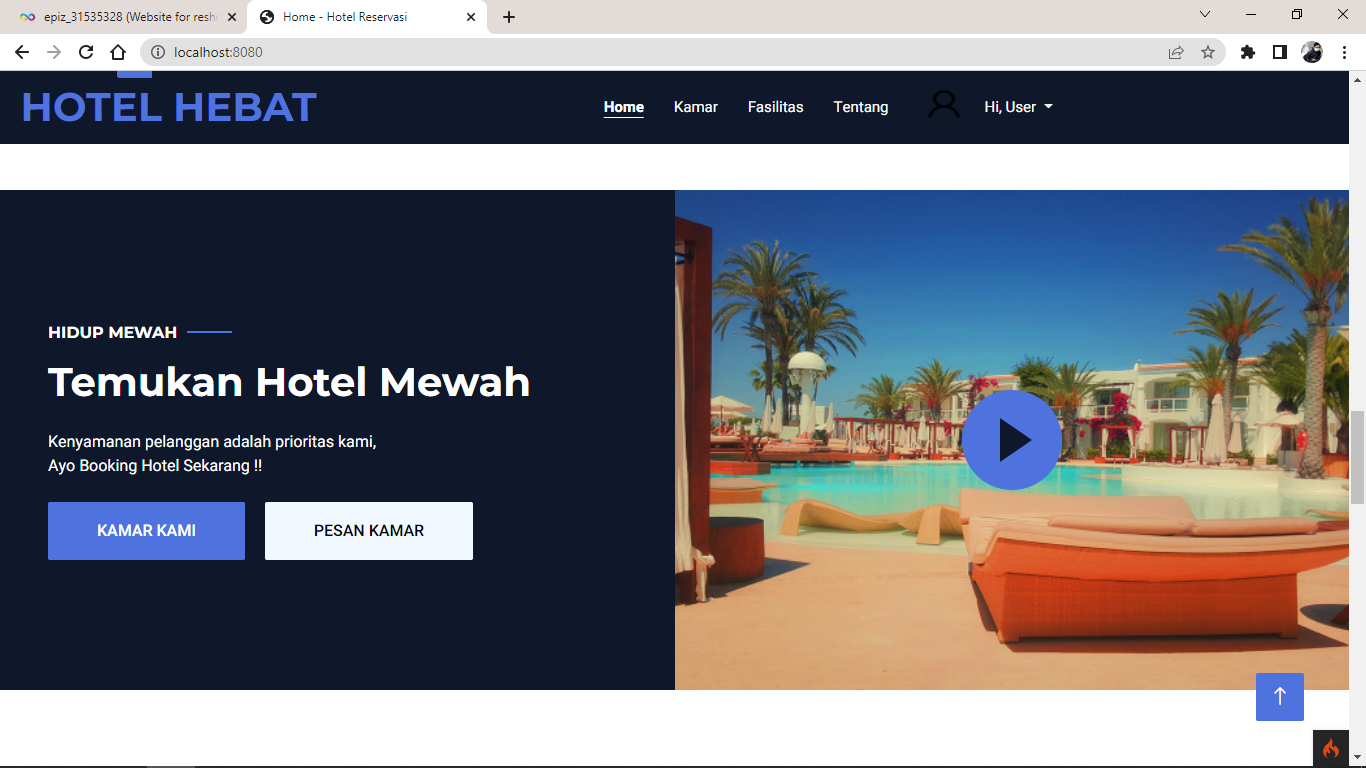 epiz_31535328 (Website for resh
Home - Hotel Reservasi
localhost:8080
HOTEL HEBAT
Home
Kamar
Fasilitas
Tentang
Hi, User
HIDUP MEWAH
Temukan Hotel Mewah
Kenyamanan pelanggan adalah prioritas kami,
Ayo Booking Hotel Sekarang !!
KAMAR KAMI
PESAN KAMAR